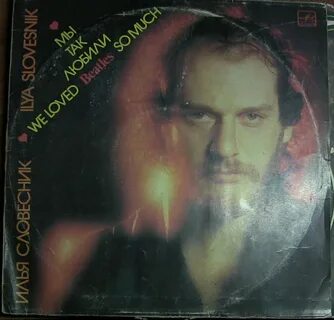 ИЛЬЯ СЛОВЕСНИК ILYA SLOVESNIK
МЫ
ТАК
ЛЮБИЛИ
Beatles
WE LOVED SO MUCH